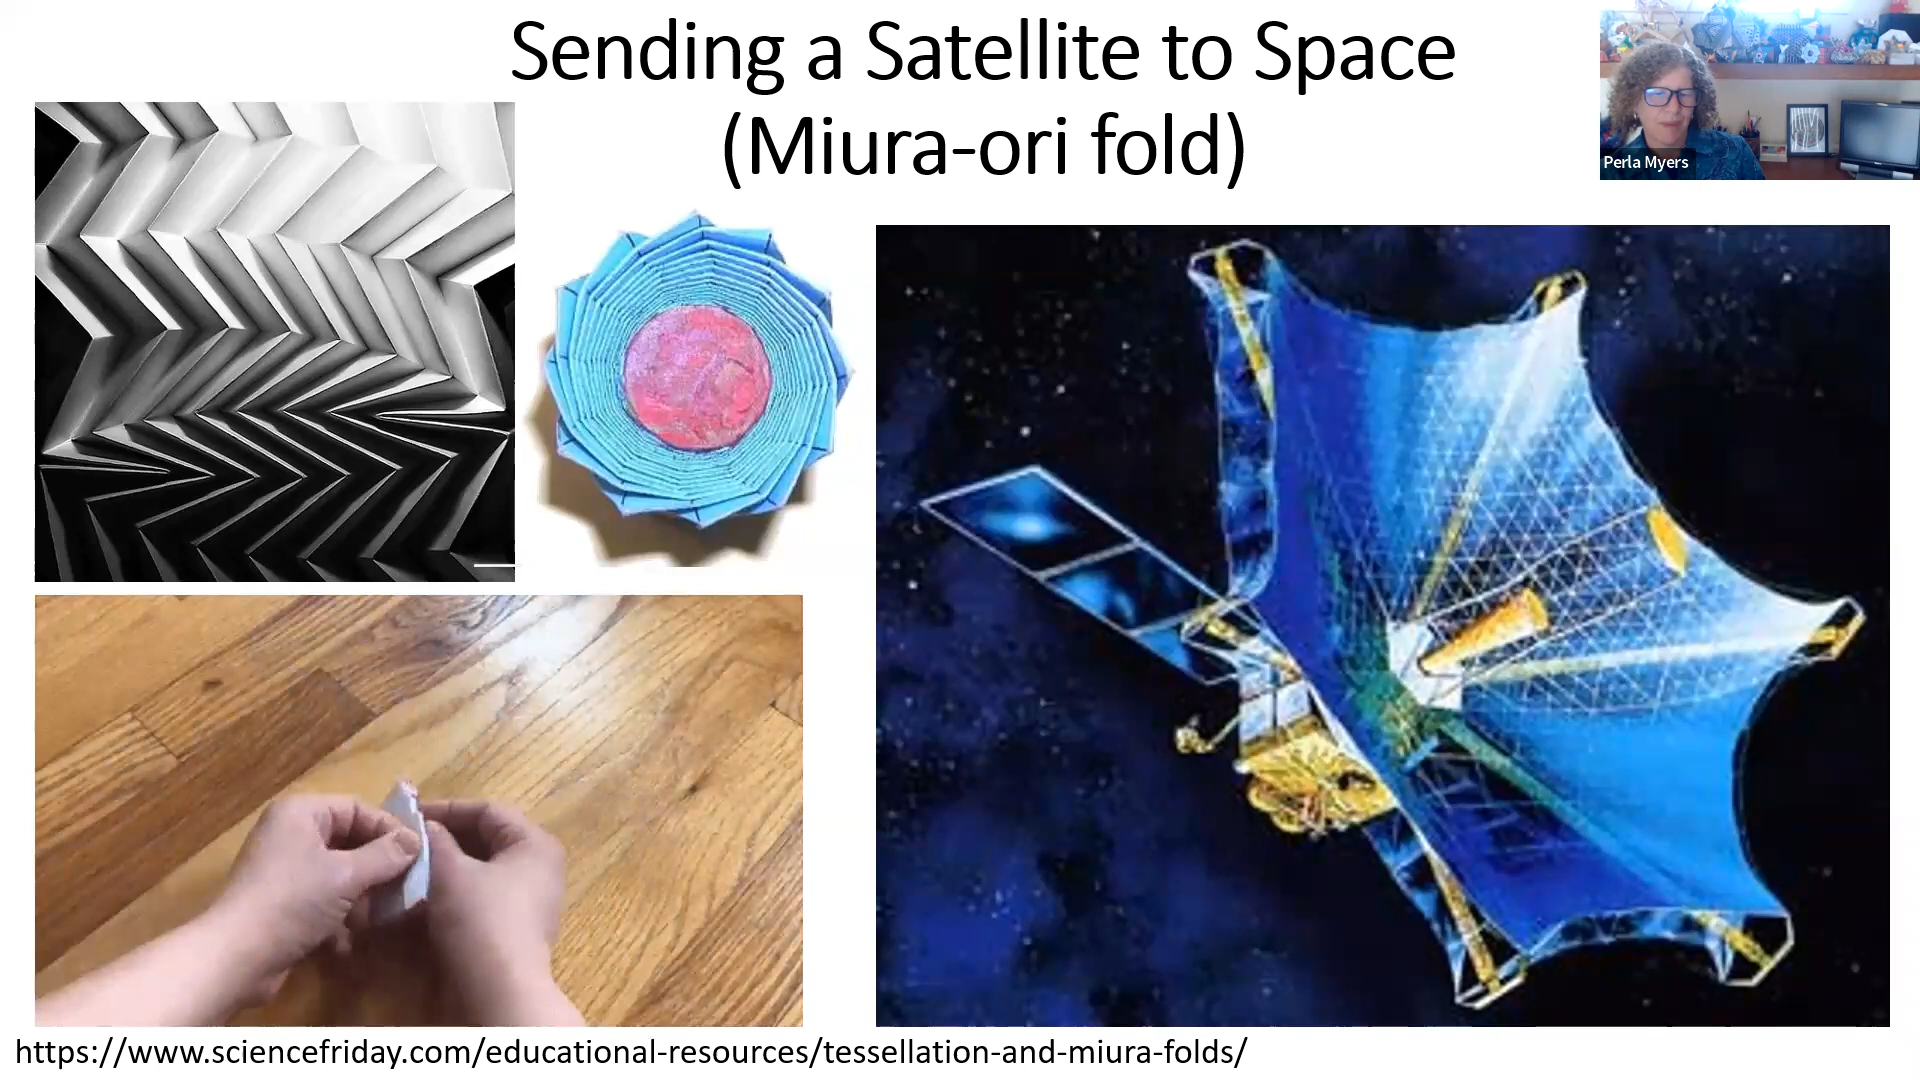 Sending a Satellite to Space
(Miura-ori fold)
Perla Myers
https://www.sciencefriday.com/educational-resources/tessellation-and-miura-folds/